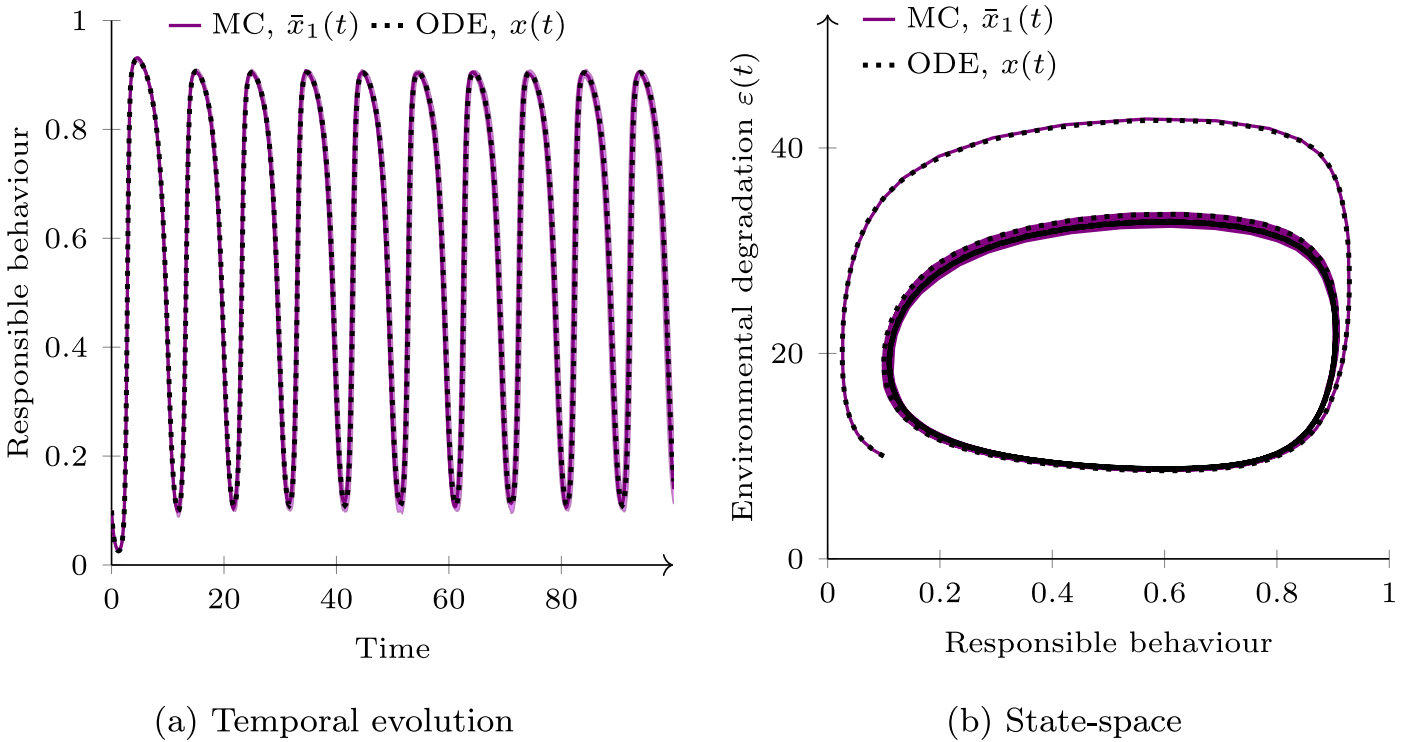 MC, x̄₁(t) ODE, x(t)
Responsible behaviour
1
0.8
0.6
0.4
0.2
0
0 20 40 60 80
Time
(a) Temporal evolution
MC, x̄₁(t)
ODE, x(t)
Environmental degradation ε(t)
40
20
0
0 0.2 0.4 0.6 0.8 1
Responsible behaviour
(b) State-space